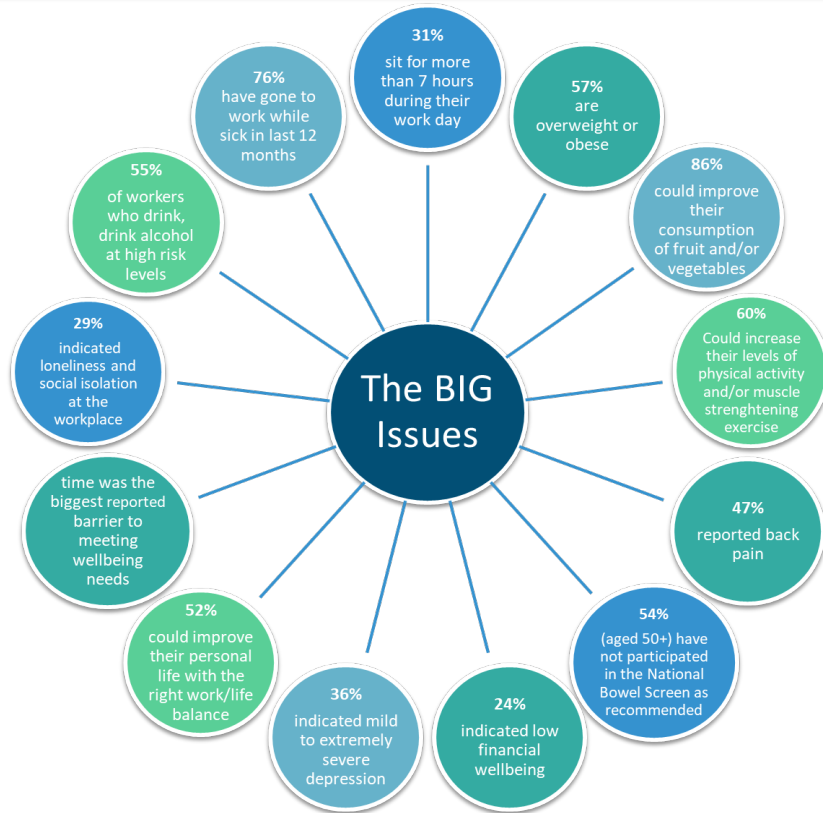 31%
sit for more
than 7 hours
during their
work day
57%
are
overweight or
obese
86%
could improve
their
consumption
of fruit and/or
vegetables
60%
Could increase
their levels of
physical activity
and/or muscle
strenghtening
exercise
47%
reported back
pain
54%
(aged 50+) have
not participated
in the National
Bowel Screen as
recommended
24%
indicated low
financial
wellbeing
36%
indicated mild
to extremely
severe
depression
52%
could improve
their personal
life with the
right work/life
balance
time was the
biggest reported
barrier to
meeting
wellbeing
needs
29%
indicated
loneliness and
social isolation
at the
workplace
55%
of workers
who drink,
drink alcohol
at high risk
levels
76%
have gone to
work while
sick in last 12
months
The BIG
Issues